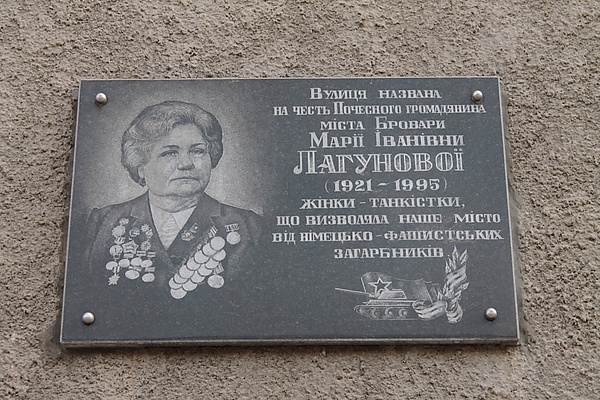 Вулиця названа
на честь Почесного громадянина
міста Бровари
Марії Іванівни
Лагунової
(1921 - 1995)
жінки - танкістки,
що визволяла наше місто
від німецько - фашистських
загарбників